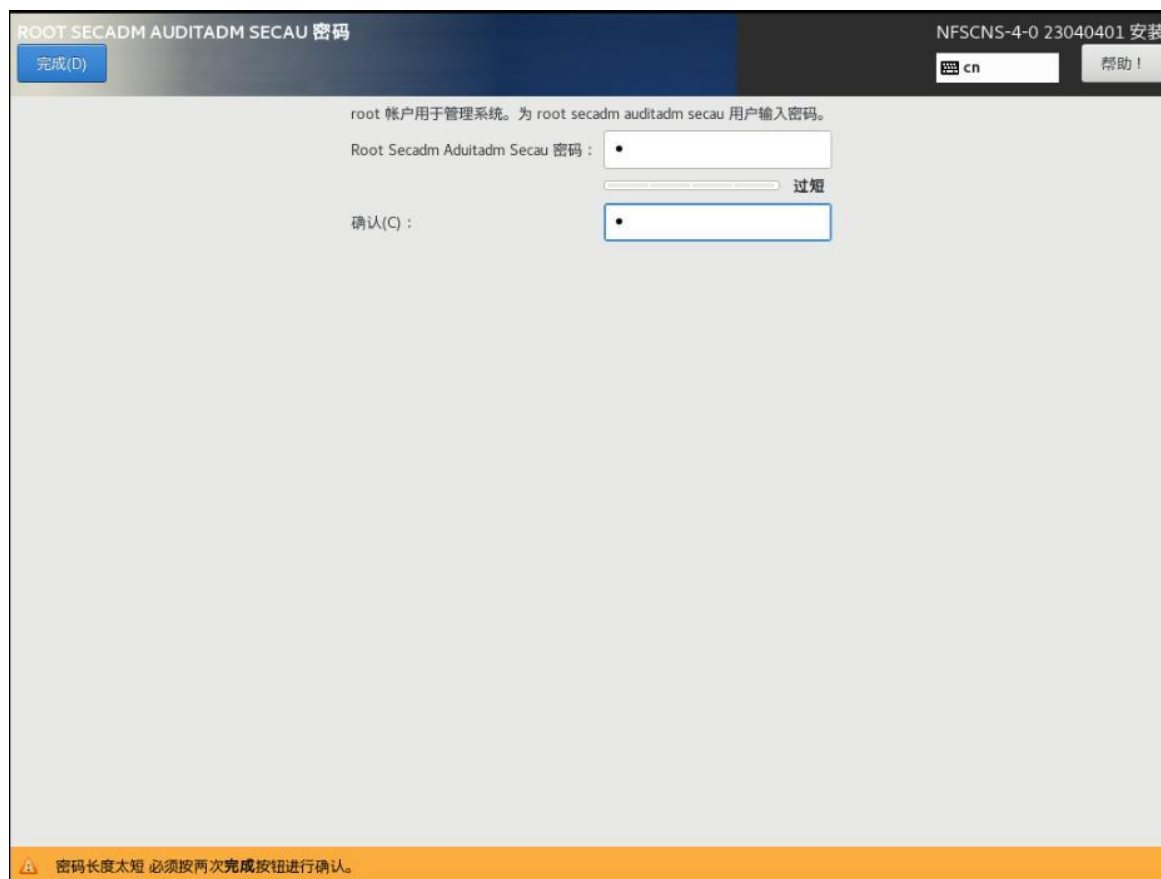 ROOT SECADM AUDITADM SECAU 密码
NFSCNS-4-0 23040401 安装
完成(D)
cn
帮助！
root 帐户用于管理系统。为 root secadm auditadm secau 用户输入密码。
Root Secadm Aduitadm Secau 密码：
过短
确认(C)：
密码长度太短 必须按两次完成按钮进行确认。